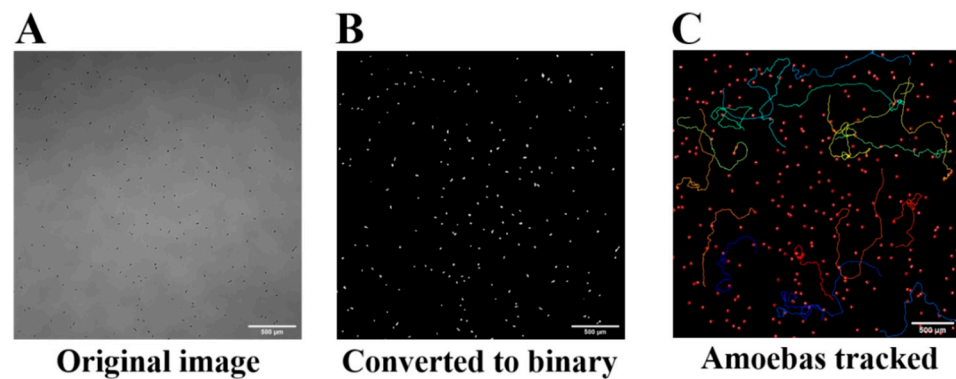 A
B
C
500 μm
500 μm
500 μm
Original image
Converted to binary
Amoebas tracked